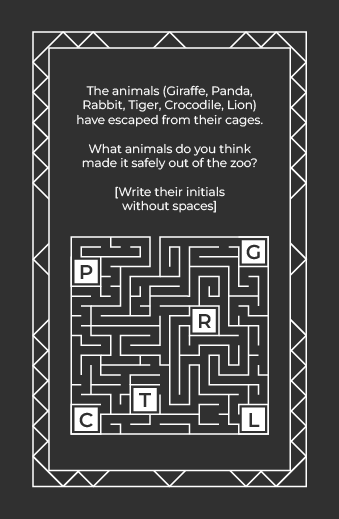 The animals (Giraffe, Panda,
Rabbit, Tiger, Crocodile, Lion)
have escaped from their cages.
What animals do you think
made it safely out of the zoo?
[Write their initials
without spaces]
G
P
R
T
C
L